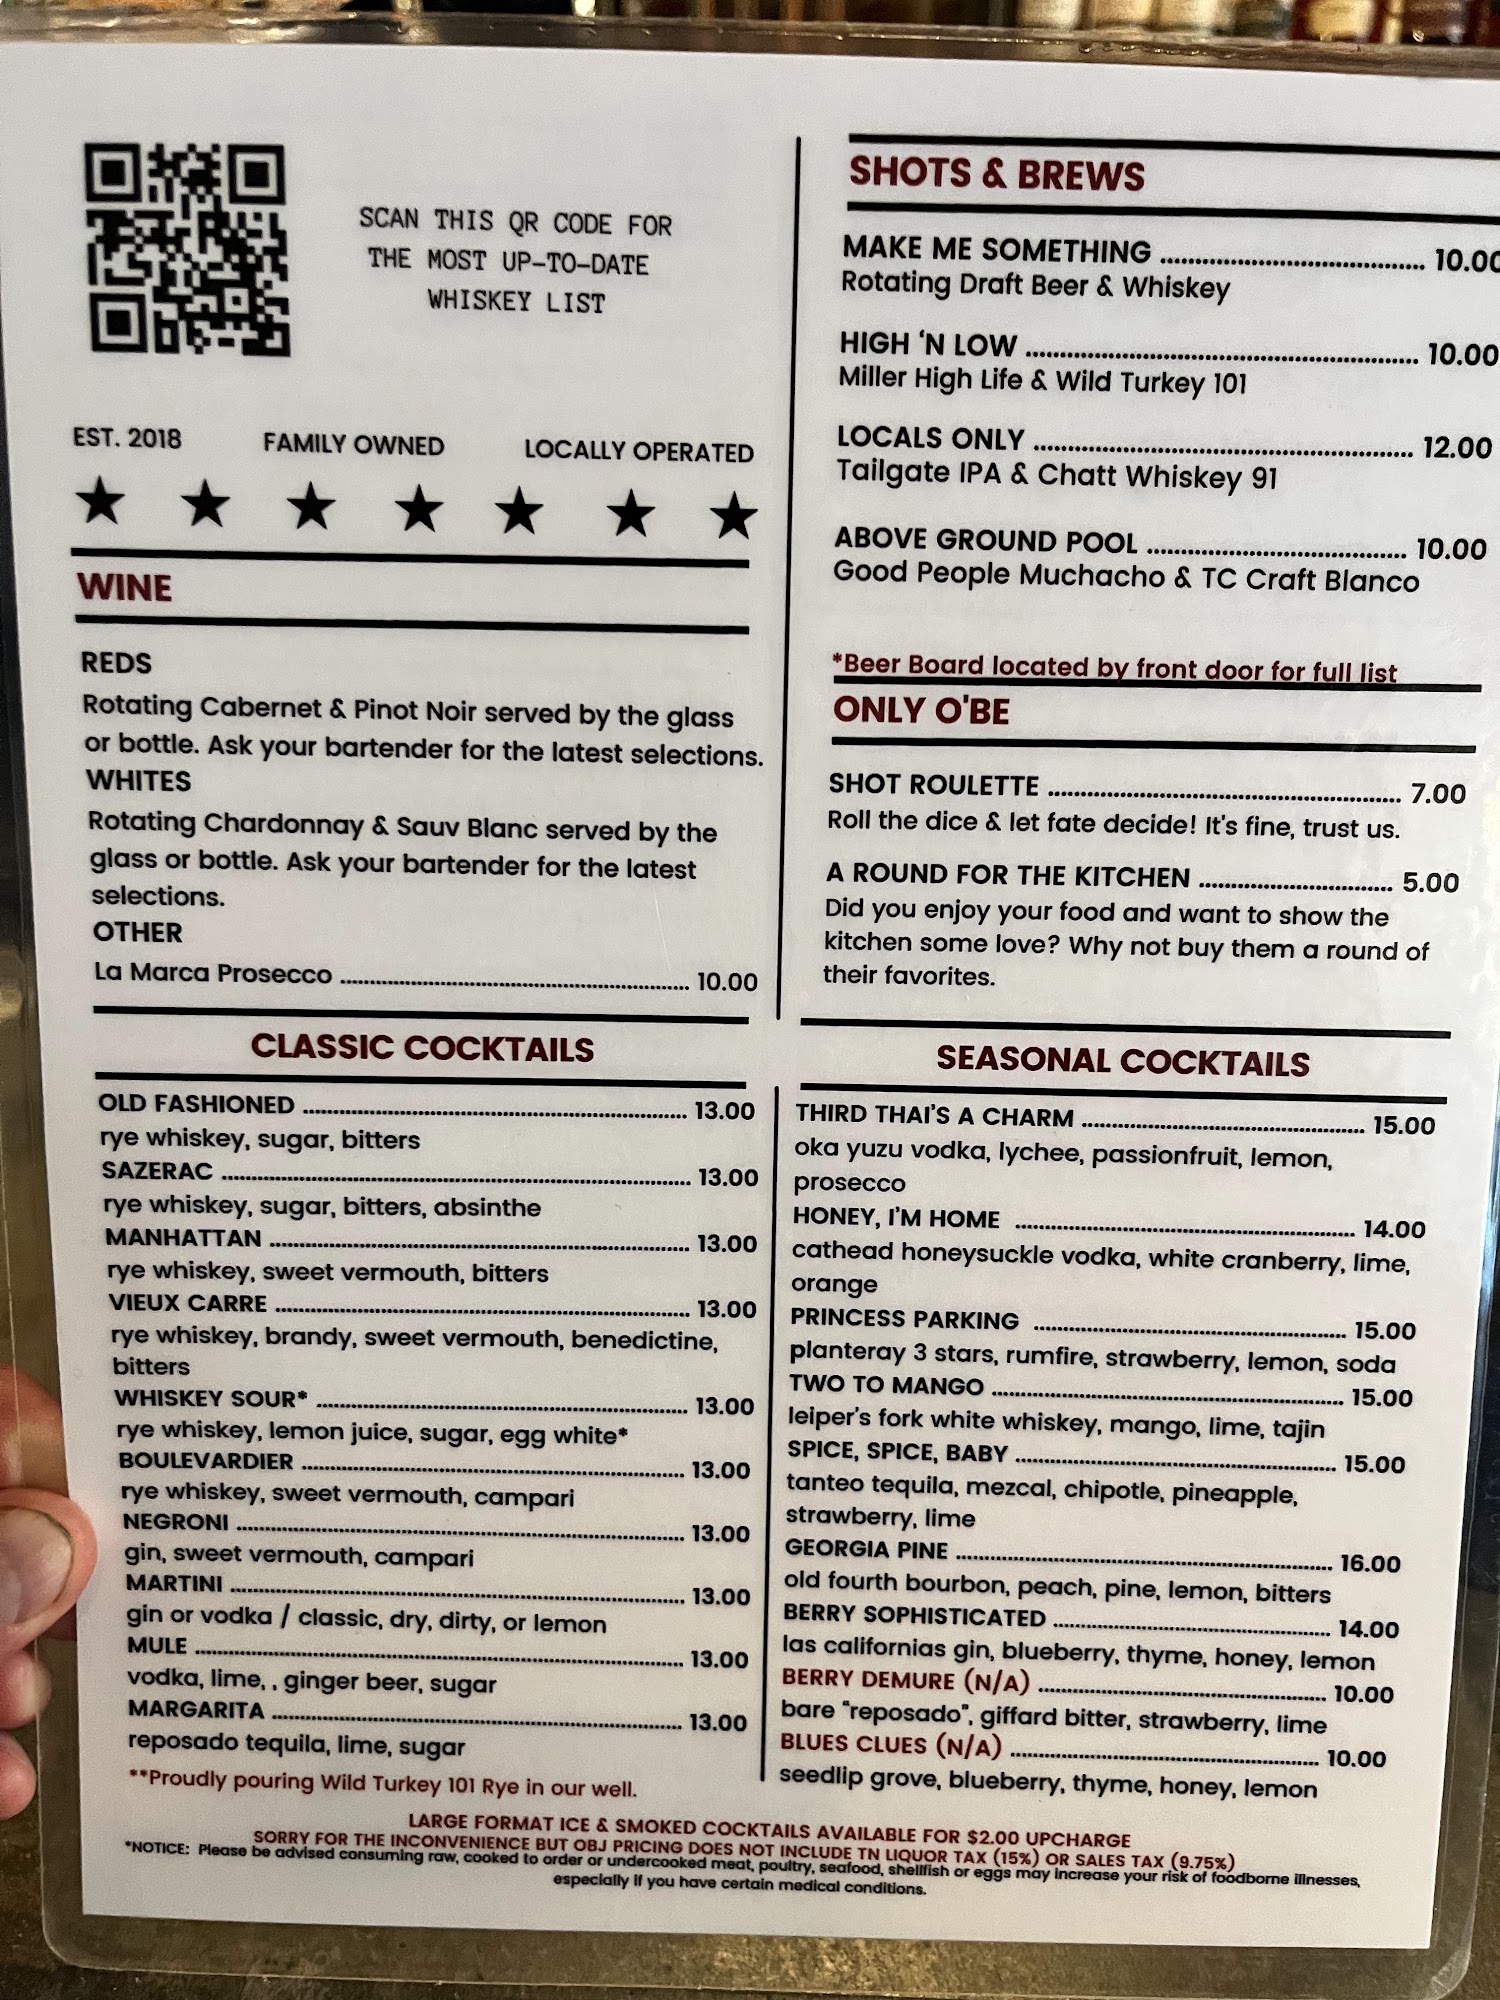 SCAN THIS QR CODE FOR
THE MOST UP-TO-DATE
WHISKEY LIST
EST. 2018 FAMILY OWNED LOCALLY OPERATED
WINE
REDS
Rotating Cabernet & Pinot Noir served by the glass
or bottle. Ask your bartender for the latest selections.
WHITES
Rotating Chardonnay & Sauv Blanc served by the
glass or bottle. Ask your bartender for the latest
selections.
OTHER
La Marca Prosecco 10.00
SHOTS & BREWS
MAKE ME SOMETHING 10.00
Rotating Draft Beer & Whiskey
HIGH ‘N LOW 10.00
Miller High Life & Wild Turkey 101
LOCALS ONLY 12.00
Tailgate IPA & Chatt Whiskey 91
ABOVE GROUND POOL 10.00
Good People Muchacho & TC Craft Blanco
*Beer Board located by front door for full list
ONLY O'BE
SHOT ROULETTE 7.00
Roll the dice & let fate decide! It's fine, trust us.
A ROUND FOR THE KITCHEN 5.00
Did you enjoy your food and want to show the
kitchen some love? Why not buy them a round of
their favorites.
CLASSIC COCKTAILS
OLD FASHIONED 13.00
rye whiskey, sugar, bitters
SAZERAC 13.00
rye whiskey, sugar, bitters, absinthe
MANHATTAN 13.00
rye whiskey, sweet vermouth, bitters
VIEUX CARRE 13.00
rye whiskey, brandy, sweet vermouth, benedictine,
bitters
WHISKEY SOUR* 13.00
rye whiskey, lemon juice, sugar, egg white*
BOULEVARDIER 13.00
rye whiskey, sweet vermouth, campari
NEGRONI 13.00
gin, sweet vermouth, campari
MARTINI 13.00
gin or vodka / classic, dry, dirty, or lemon
MULE 13.00
vodka, lime, , ginger beer, sugar
MARGARITA 13.00
reposado tequila, lime, sugar
**Proudly pouring Wild Turkey 101 Rye in our well.
SEASONAL COCKTAILS
THIRD THAI’S A CHARM 15.00
oka yuzu vodka, lychee, passionfruit, lemon,
prosecco
HONEY, I’M HOME 14.00
cathead honeysuckle vodka, white cranberry, lime,
orange
PRINCESS PARKING 15.00
planteray 3 stars, rumfire, strawberry, lemon, soda
TWO TO MANGO 15.00
leiper's fork white whiskey, mango, lime, tajin
SPICE, SPICE, BABY 15.00
tanteo tequila, mezcal, chipotle, pineapple,
strawberry, lime
GEORGIA PINE 16.00
old fourth bourbon, peach, pine, lemon, bitters
BERRY SOPHISTICATED 14.00
las californias gin, blueberry, thyme, honey, lemon
BERRY DEMURE (N/A) 10.00
bare “reposado”, giffard bitter, strawberry, lime
BLUES CLUES (N/A) 10.00
seedlip grove, blueberry, thyme, honey, lemon
LARGE FORMAT ICE & SMOKED COCKTAILS AVAILABLE FOR $2.00 UPCHARGE
SORRY FOR THE INCONVENIENCE BUT OBJ PRICING DOES NOT INCLUDE TN LIQUOR TAX (15%) OR SALES TAX (9.75%)
*NOTICE: Please be advised consuming raw, cooked to order or undercooked meat, poultry, seafood, shellfish or eggs may increase your risk of foodborne illnesses,
especially if you have certain medical conditions.